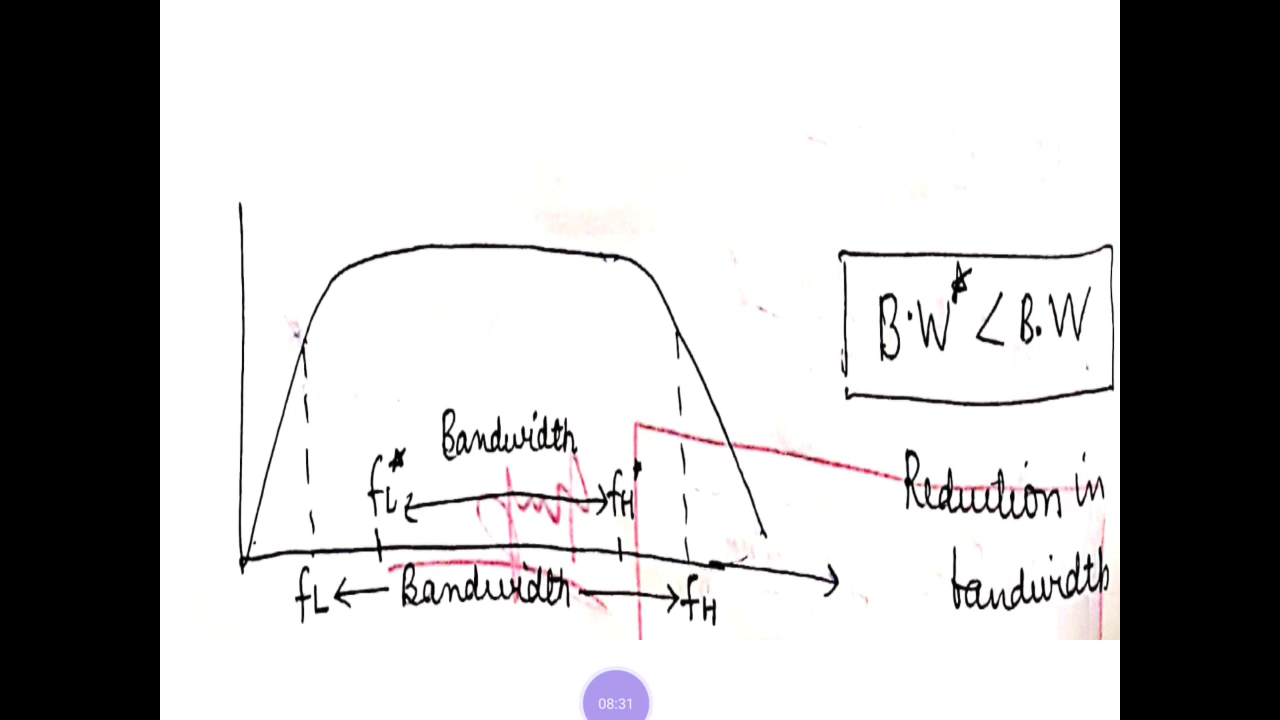 B.W* < B.W
Bandwidth
fL* fH*
Reduction in
bandwidth
fL Bandwidth fH
08:31